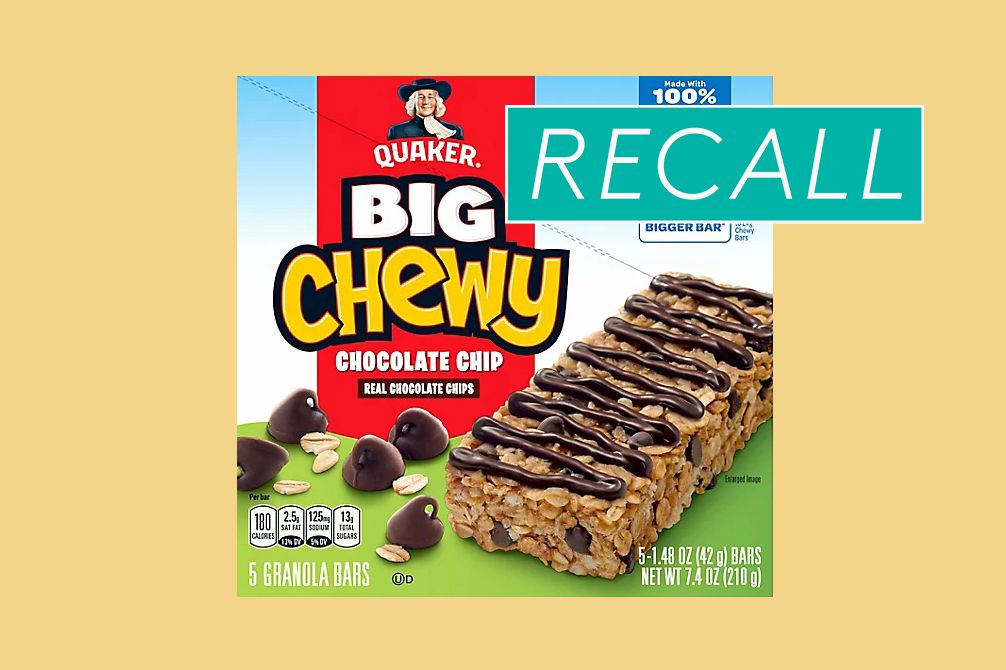 Made With
100%
RECALL
QUAKER.
BIG
BIGGER BAR*
Chewy
Bars
CHEWY
CHOCOLATE CHIP
REAL CHOCOLATE CHIPS
Enlarged Image
Per bar
180
CALORIES
2.5g
SAT FAT
13% DV
125mg
SODIUM
5% DV
13g
TOTAL
SUGARS
5 GRANOLA BARS
U D
5-1.48 OZ (42 g) BARS
NET WT 7.4 OZ (210 g)